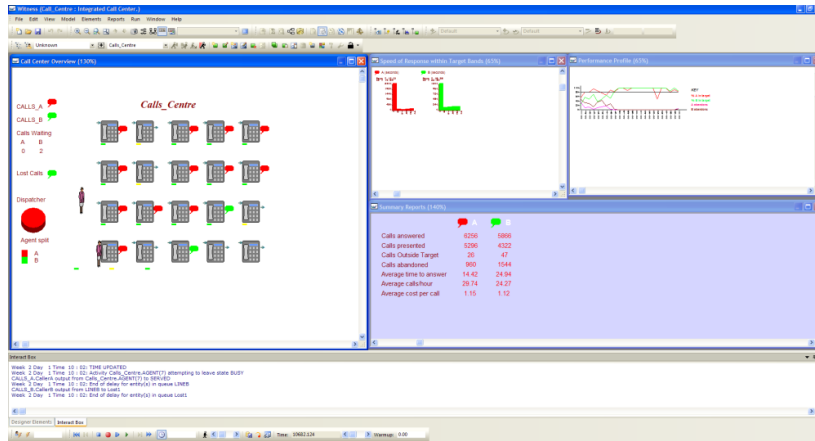 Witness (Call_Centre : Integrated Call Center.)
File Edit View Model Elements Reports Run Window Help
Default
Default
Unknown
Calls_Centre
Call Center Overview (130%)
CALLS_A
CALLS_B
Calls Waiting
A B
0 2
Lost Calls
Dispatcher
Agent split
A
B
Calls_Centre
Speed of Response within Target Bands (65%)
A seconds
B seconds
Performance Profile (65%)
KEY
Summary Reports (140%)
A B
Calls answered 6256 5866
Calls presented 5296 4322
Calls Outside Target 26 47
Calls abandoned 960 1544
Average time to answer 14.42 24.94
Average calls/hour 29.74 24.27
Average cost per call 1.15 1.12
Interact Box
Week 2 Day 1 Time 10 : 02: TIME UPDATED
Week 2 Day 1 Time 10 : 02: Activity Calls_Centre.AGENT(7) attempting to leave state BUSY
CALLS_A.CallerA output from Calls_Centre.AGENT(7) to SERVED
Week 2 Day 1 Time 10 : 02: End of delay for entity(s) in queue LINEB
CALLS_B.CallerB output from LINEB to Lost1
Week 2 Day 1 Time 10 : 02: End of delay for entity(s) in queue Lost1
Designer Elements Interact Box
Time: 10682.124
Warmup: 0.00